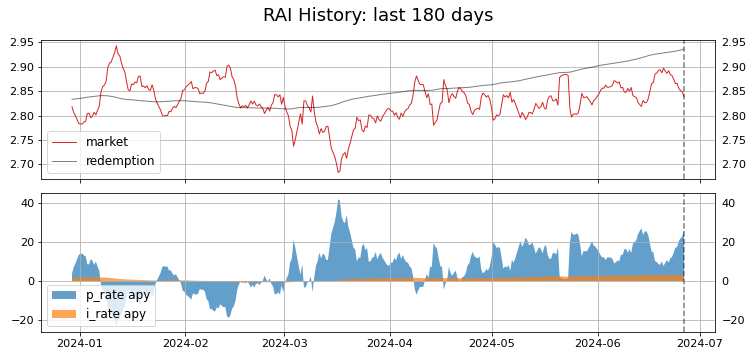 RAI History: last 180 days
2.95 2.95
2.90 2.90
2.85 2.85
2.80 2.80
2.75 2.75
2.70 2.70
market
redemption
40 40
20 20
0 0
−20 −20
p_rate apy
i_rate apy
2024-01 2024-02 2024-03 2024-04 2024-05 2024-06 2024-07